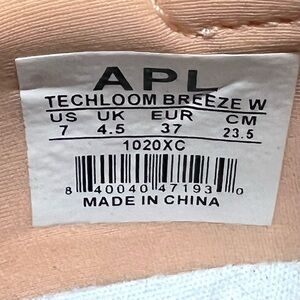 APL
TECHLOOM BREEZE W
US UK EUR CM
7 4.5 37 23.5
1020XC
8 40040 47193 0
MADE IN CHINA